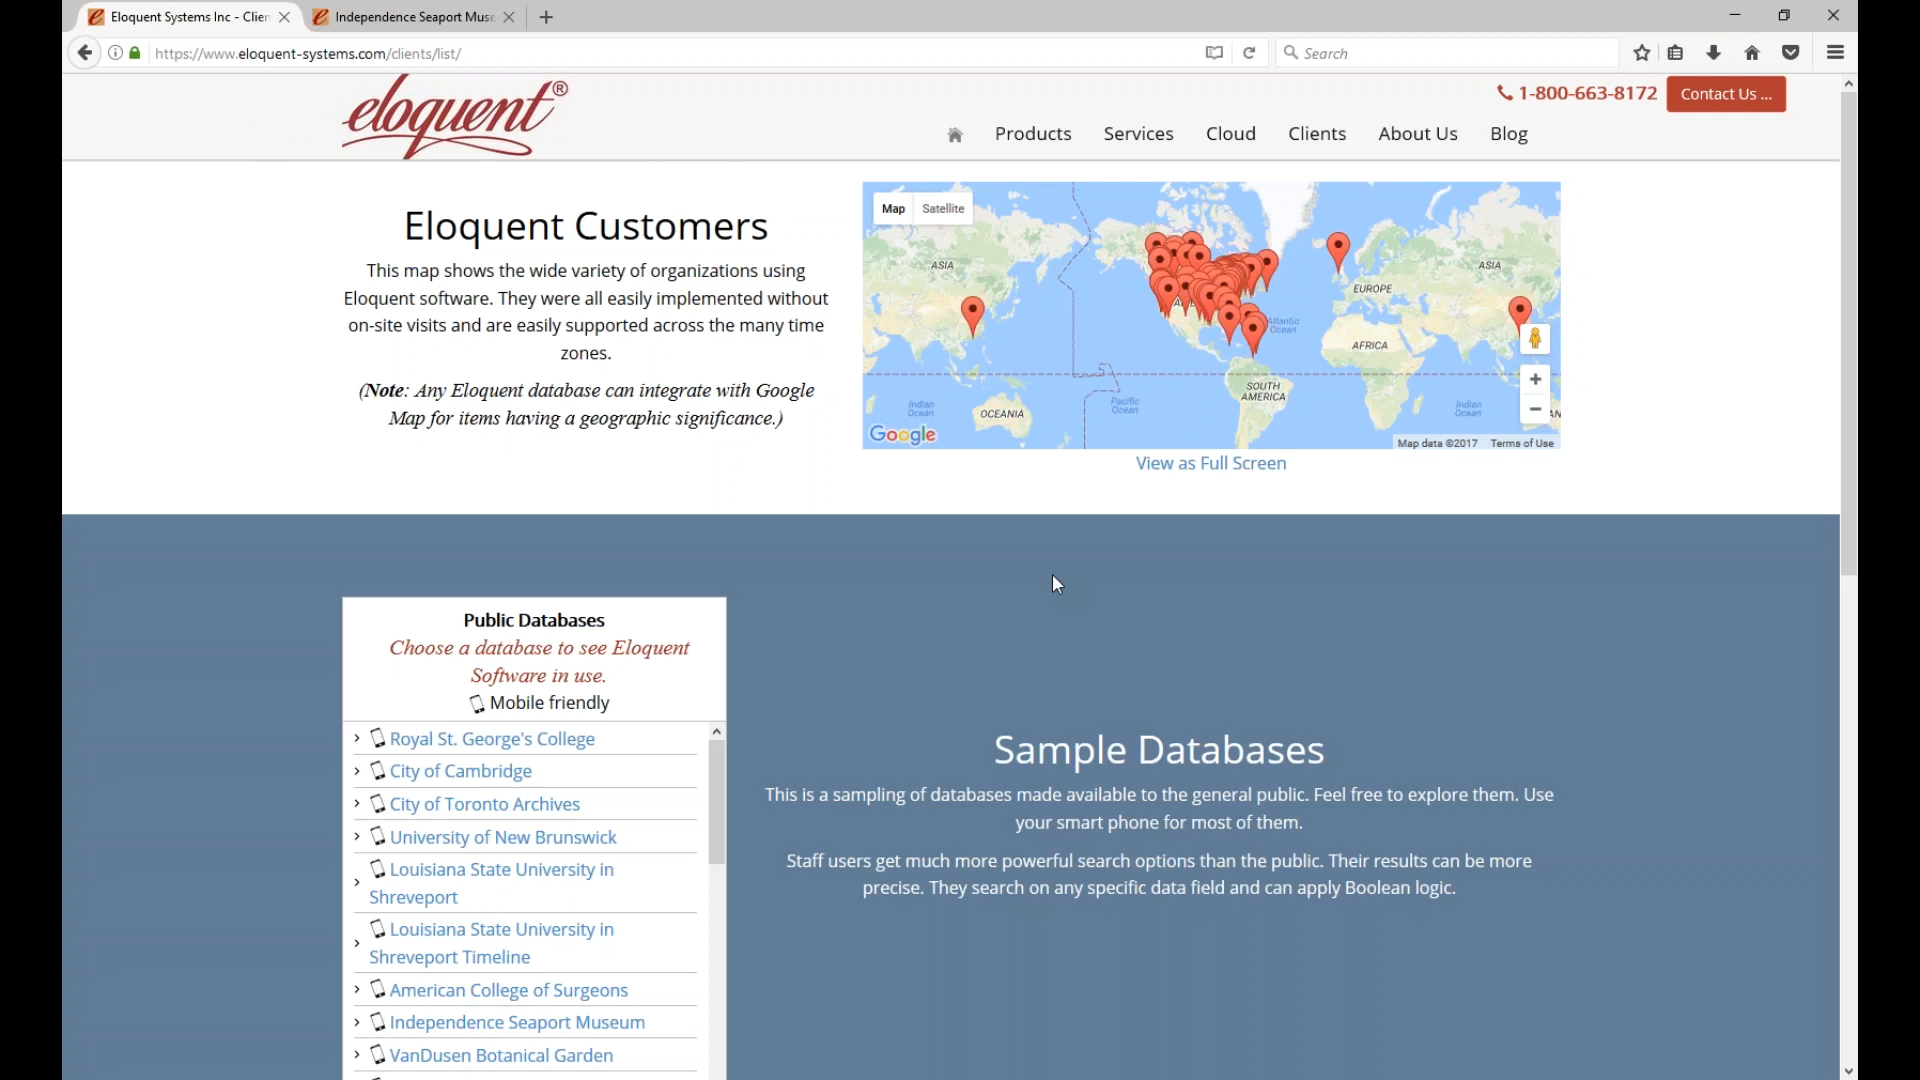 Eloquent Systems Inc - Clien
Independence Seaport Muse
https://www.eloquent-systems.com/clients/list/
Search
eloquent®
1-800-663-8172
Contact Us ...
Products
Services
Cloud
Clients
About Us
Blog
Eloquent Customers
This map shows the wide variety of organizations using
Eloquent software. They were all easily implemented without
on-site visits and are easily supported across the many time
zones.
(Note: Any Eloquent database can integrate with Google
Map for items having a geographic significance.)
Map
Satellite
ASIA
ASIA
EUROPE
Atlantic
Ocean
AFRICA
SOUTH
AMERICA
Indian
Ocean
OCEANIA
Pacific
Ocean
Indian
Ocean
Google
Map data ©2017
Terms of Use
View as Full Screen
Public Databases
Choose a database to see Eloquent
Software in use.
Mobile friendly
Royal St. George's College
City of Cambridge
City of Toronto Archives
University of New Brunswick
Louisiana State University in
Shreveport
Louisiana State University in
Shreveport Timeline
American College of Surgeons
Independence Seaport Museum
VanDusen Botanical Garden
Sample Databases
This is a sampling of databases made available to the general public. Feel free to explore them. Use
your smart phone for most of them.
Staff users get much more powerful search options than the public. Their results can be more
precise. They search on any specific data field and can apply Boolean logic.